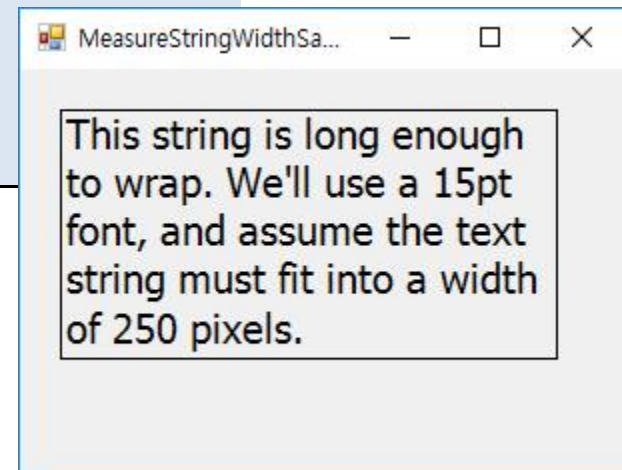 MeasureStringWidthSa...
This string is long enough
to wrap. We'll use a 15pt
font, and assume the text
string must fit into a width
of 250 pixels.